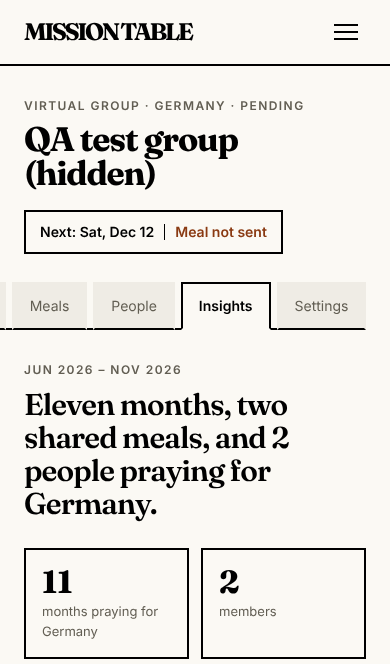 MISSION TABLE
VIRTUAL GROUP · GERMANY · PENDING
QA test group
(hidden)
Next: Sat, Dec 12 | Meal not sent
Meals People Insights Settings
JUN 2026 – NOV 2026
Eleven months, two
shared meals, and 2
people praying for
Germany.
11 2
months praying for members
Germany